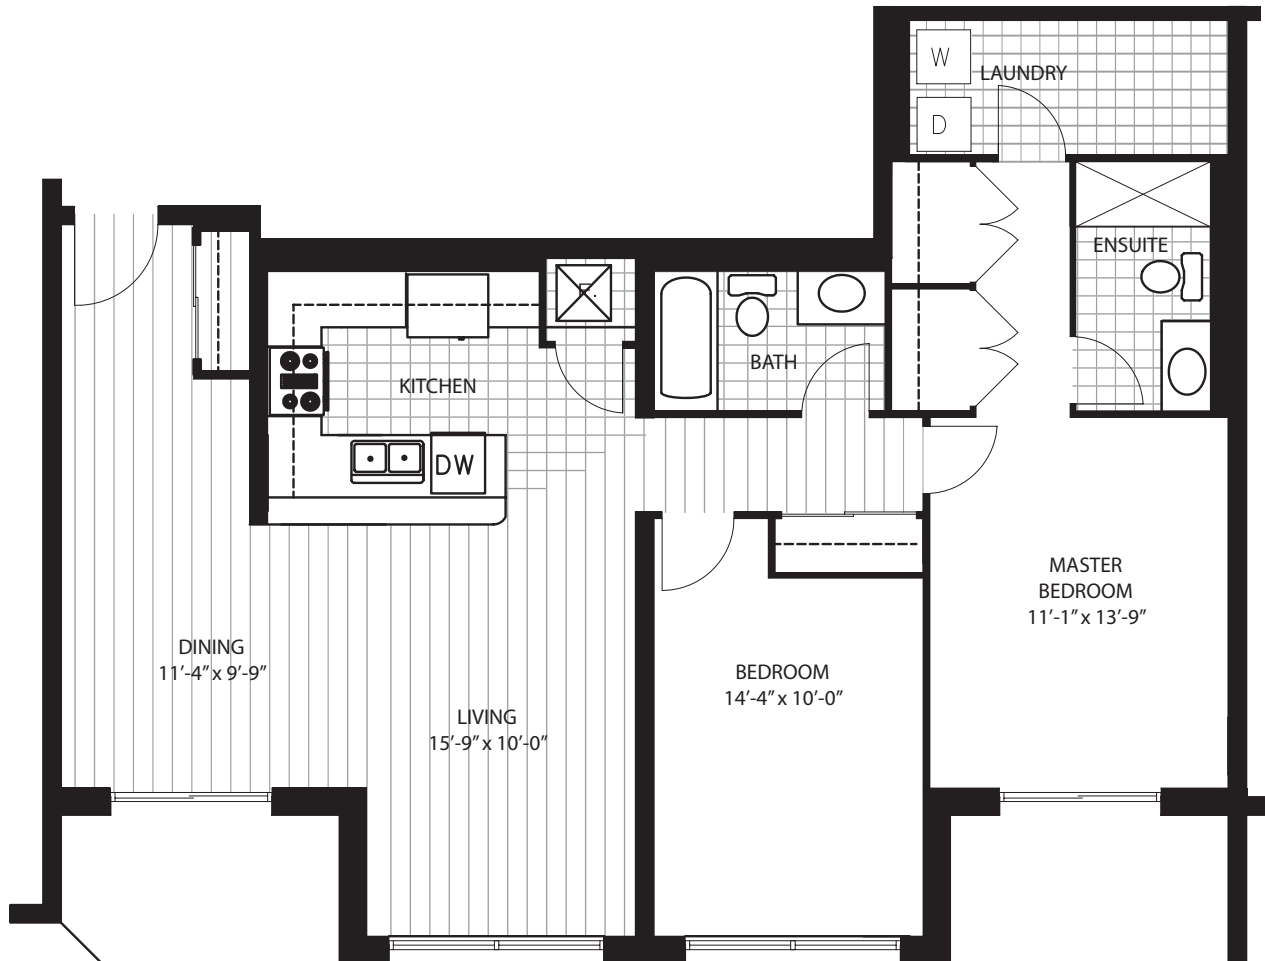 W
LAUNDRY
D
ENSUITE
F.
BATH
KITCHEN
DW
MASTER
BEDROOM
11’-1” x 13’-9”
DINING
11’-4” x 9’-9”
BEDROOM
14’-4” x 10’-0”
LIVING
15’-9” x 10’-0”